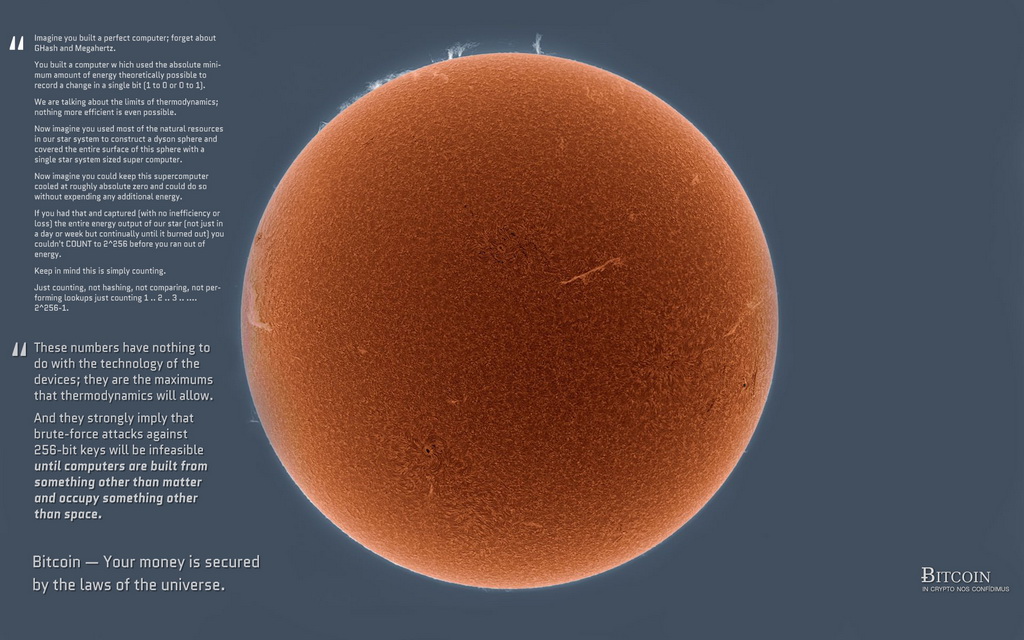 Imagine you built a perfect computer; forget about
GHash and Megahertz.
You built a computer w hich used the absolute mini-
mum amount of energy theoretically possible to
record a change in a single bit (1 to 0 or 0 to 1).
We are talking about the limits of thermodynamics;
nothing more efficient is even possible.
Now imagine you used most of the natural resources
in our star system to construct a dyson sphere and
covered the entire surface of this sphere with a
single star system sized super computer.
Now imagine you could keep this supercomputer
cooled at roughly absolute zero and could do so
without expending any additional energy.
If you had that and captured (with no inefficiency or
loss) the entire energy output of our star (not just in
a day or week but continually until it burned out) you
couldn't COUNT to 2^256 before you ran out of
energy.
Keep in mind this is simply counting.
Just counting, not hashing, not comparing, not per-
forming lookups just counting 1 .. 2 .. 3 .. ....
2^256-1.
These numbers have nothing to
do with the technology of the
devices; they are the maximums
that thermodynamics will allow.
And they strongly imply that
brute-force attacks against
256-bit keys will be infeasible
until computers are built from
something other than matter
and occupy something other
than space.
Bitcoin — Your money is secured
by the laws of the universe.
BITCOIN
IN CRYPTO NOS CONFIDIMUS